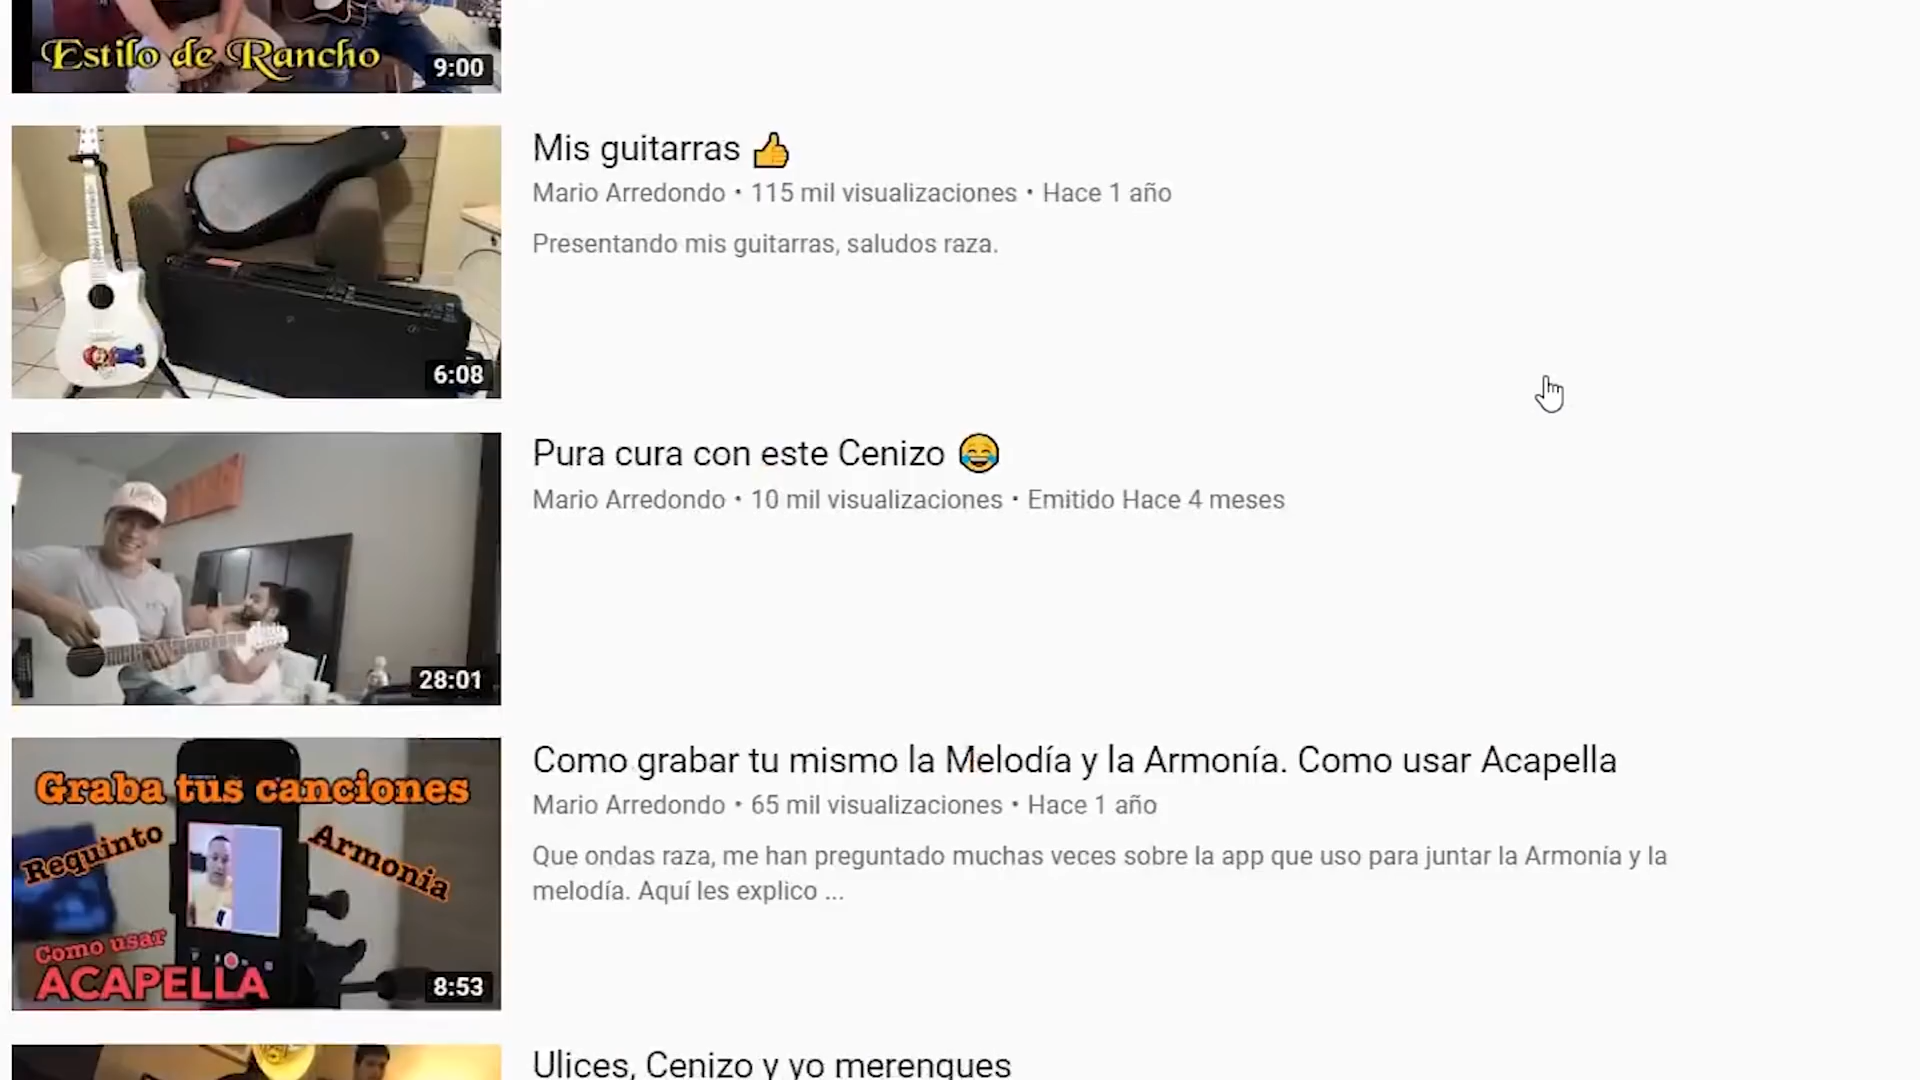 Estilo de Rancho
9:00
Mis guitarras 👍
Mario Arredondo • 115 mil visualizaciones • Hace 1 año
Presentando mis guitarras, saludos raza.
6:08
Pura cura con este Cenizo 😂
Mario Arredondo • 10 mil visualizaciones • Emitido Hace 4 meses
28:01
Como grabar tu mismo la Melodía y la Armonía. Como usar Acapella
Mario Arredondo • 65 mil visualizaciones • Hace 1 año
Que ondas raza, me han preguntado muchas veces sobre la app que uso para juntar la Armonía y la
melodía. Aquí les explico ...
Graba tus canciones
Requinto
Armonia
Como usar
ACAPELLA
8:53
Ulices, Cenizo y yo merengues